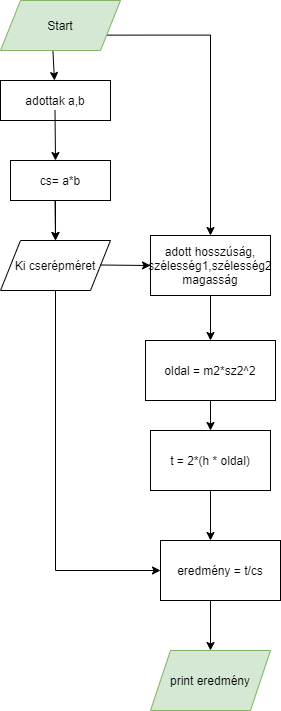 Start
adottak a,b
cs= a*b
Ki cserépméret
adott hosszúság,
szélesség1,szélesség2
magasság
oldal = m2*sz2^2
t = 2*(h * oldal)
eredmény = t/cs
print eredmény